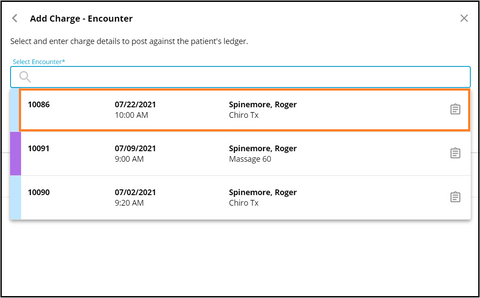 Add Charge - Encounter
Select and enter charge details to post against the patient's ledger.
Select Encounter*
10086 07/22/2021 Spinemore, Roger
10:00 AM Chiro Tx
10091 07/09/2021 Spinemore, Roger
9:00 AM Massage 60
10090 07/02/2021 Spinemore, Roger
9:20 AM Chiro Tx